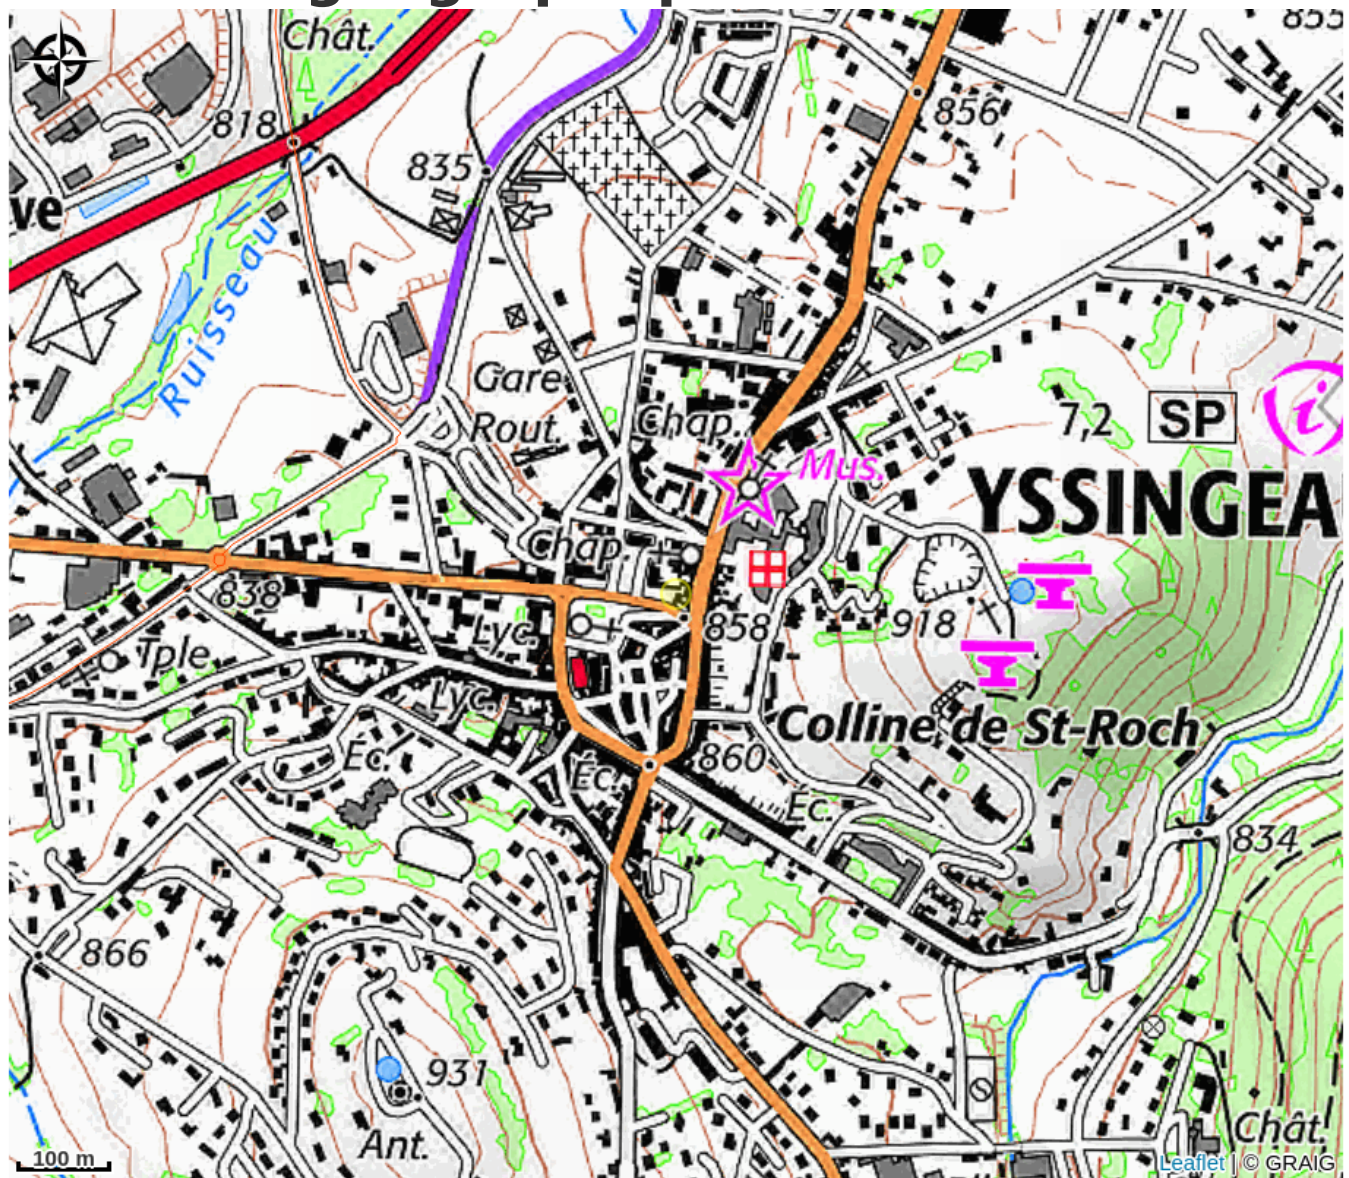 Chât.
855
818
856
835
ve
Ruisseau
Gare
Rout.
Chap.
7,2
SP
i
Mus.
YSSINGEA
Chap.
838
858
918
Lyc.
Tple
Lyc.
Colline de St-Roch
860
Éc.
Éc.
Éc.
834
866
931
Ant.
Chât.
100 m
Leaflet | © GRAIG